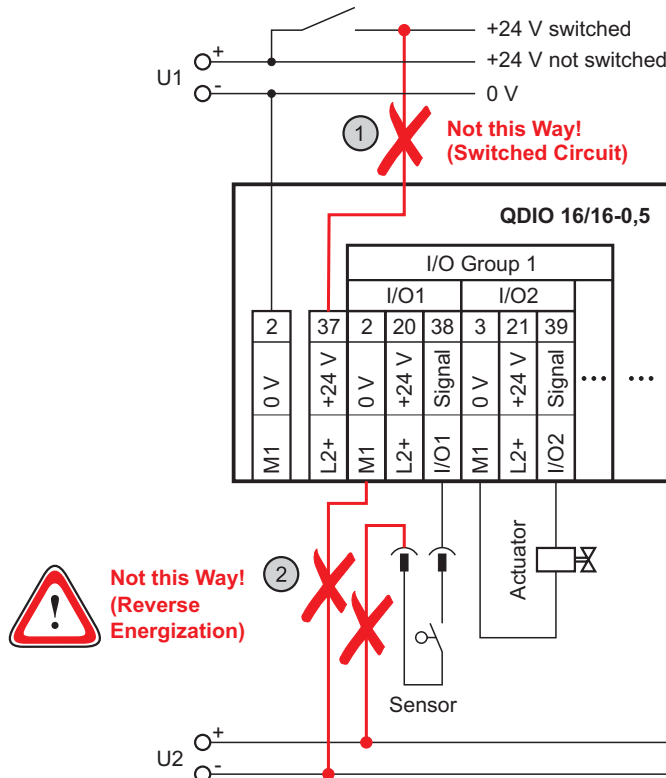 +24 V switched
+
+24 V not switched
U1
-
0 V
1
Not this Way!
(Switched Circuit)
QDIO 16/16-0,5
I/O Group 1
I/O1
I/O2
2
37
2
20
38
3
21
39
0 V
+24 V
0 V
+24 V
Signal
0 V
+24 V
Signal
...
...
M1
L2+
M1
L2+
I/O1
M1
L2+
I/O2
!
Not this Way!
(Reverse
Energization)
2
Actuator
Sensor
+
U2
-